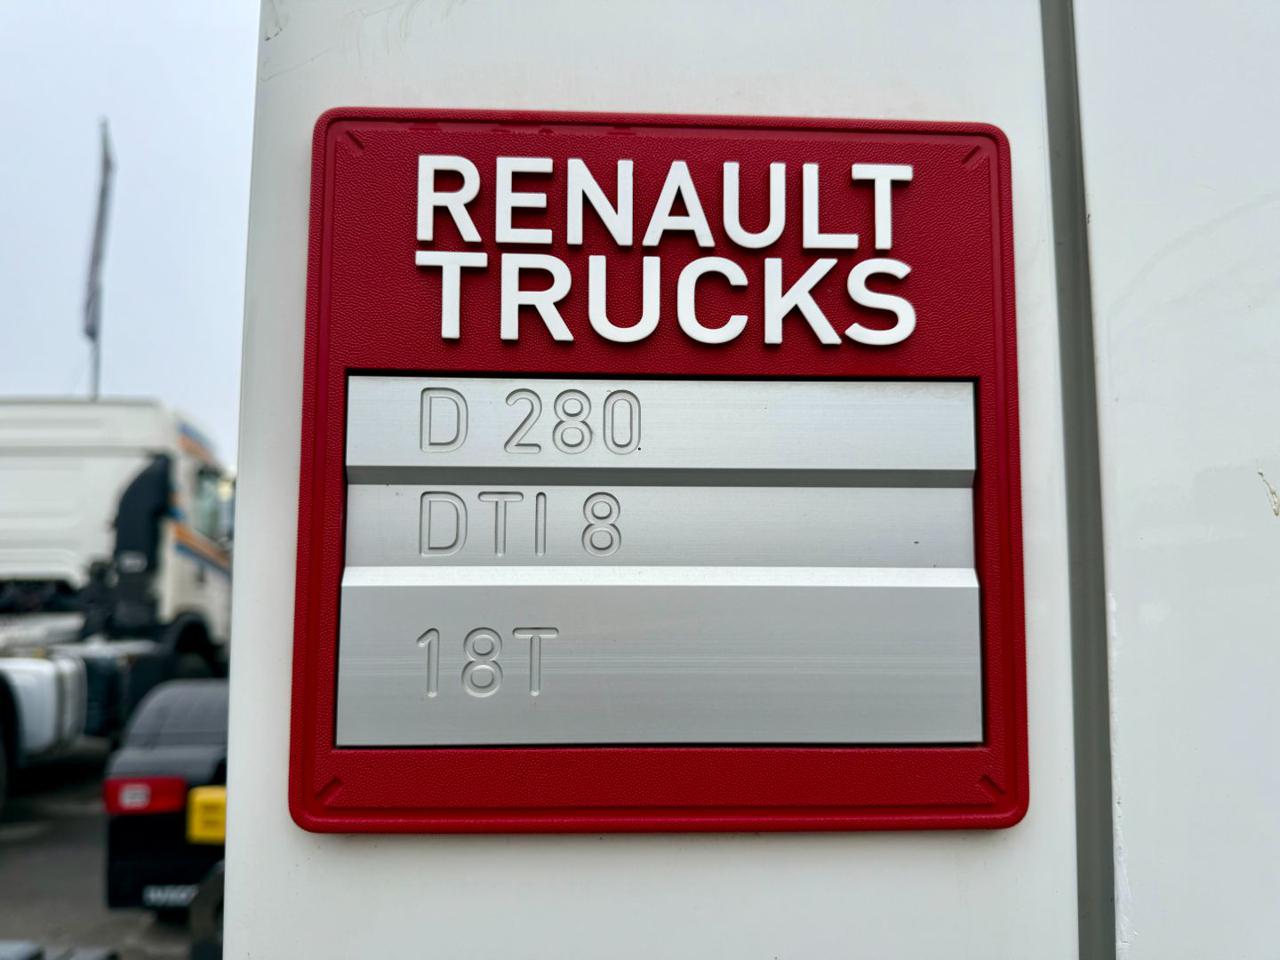 RENAULT
TRUCKS
D 280
DTI 8
18T